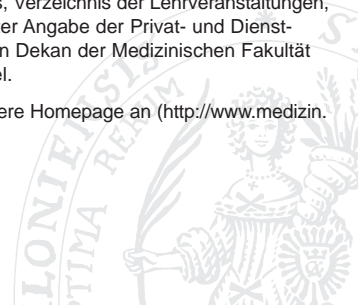 s, Verzeichnis der Lehrveranstaltungen,
ter Angabe der Privat- und Dienst-
n Dekan der Medizinischen Fakultät
el.
ere Homepage an (http://www.medizin.